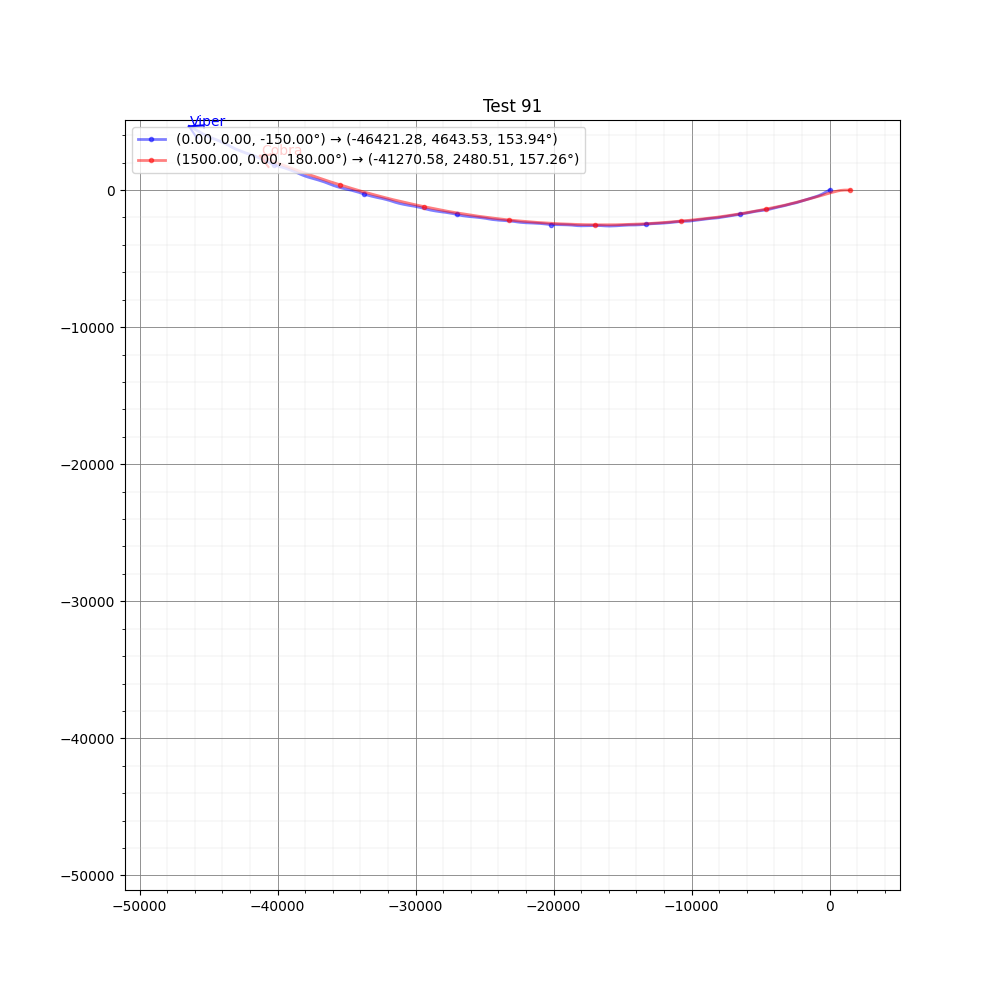 Test 91
Viper
(0.00, 0.00, -150.00°) → (-46421.28, 4643.53, 153.94°)
Cobra
(1500.00, 0.00, 180.00°) → (-41270.58, 2480.51, 157.26°)
0
−10000
−20000
−30000
−40000
−50000
−50000 −40000 −30000 −20000 −10000 0